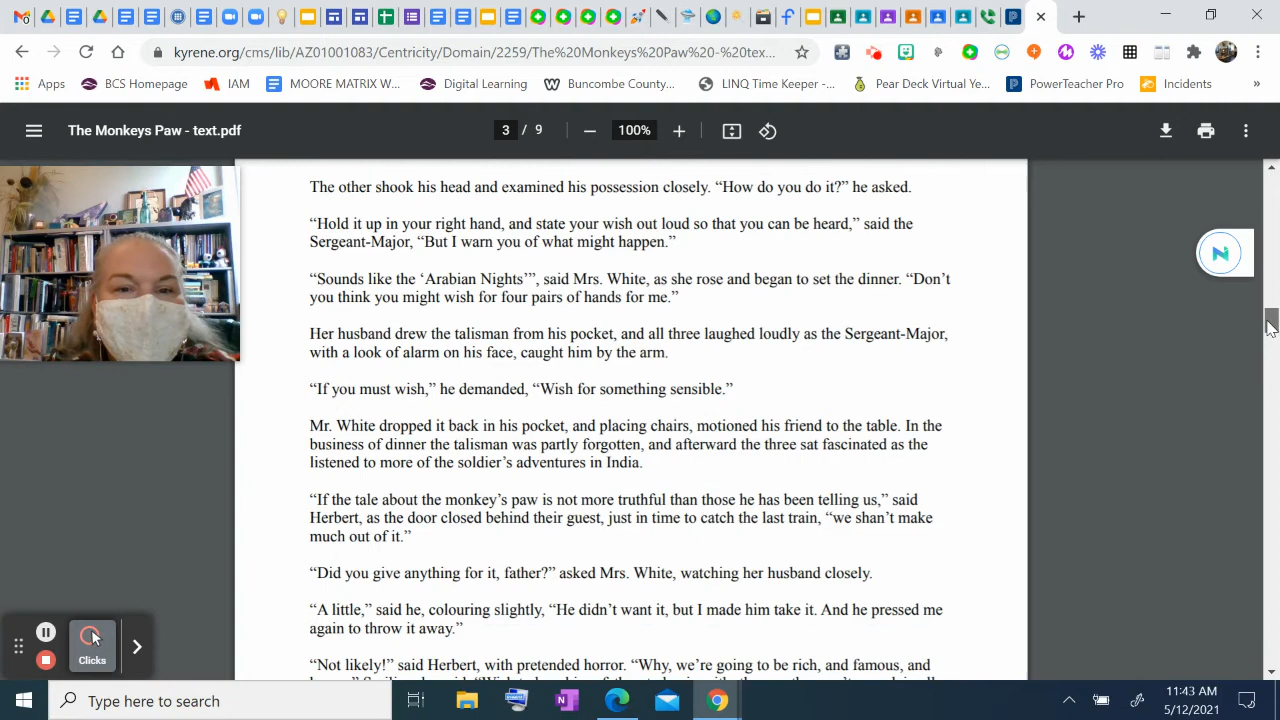 kyrene.org/cms/lib/AZ01001083/Centricity/Domain/2259/The%20Monkeys%20Paw%20-%20tex...
Apps BCS Homepage IAM MOORE MATRIX W... Digital Learning Buncombe County... LINQ Time Keeper -... Pear Deck Virtual Ye... PowerTeacher Pro Incidents »
The Monkeys Paw - text.pdf 3 / 9 100%
The other shook his head and examined his possession closely. “How do you do it?” he asked.
“Hold it up in your right hand, and state your wish out loud so that you can be heard,” said the
Sergeant-Major, “But I warn you of what might happen.”
“Sounds like the ‘Arabian Nights’”, said Mrs. White, as she rose and began to set the dinner. “Don’t
you think you might wish for four pairs of hands for me.”
Her husband drew the talisman from his pocket, and all three laughed loudly as the Sergeant-Major,
with a look of alarm on his face, caught him by the arm.
“If you must wish,” he demanded, “Wish for something sensible.”
Mr. White dropped it back in his pocket, and placing chairs, motioned his friend to the table. In the
business of dinner the talisman was partly forgotten, and afterward the three sat fascinated as the
listened to more of the soldier’s adventures in India.
“If the tale about the monkey’s paw is not more truthful than those he has been telling us,” said
Herbert, as the door closed behind their guest, just in time to catch the last train, “we shan’t make
much out of it.”
“Did you give anything for it, father?” asked Mrs. White, watching her husband closely.
“A little,” said he, colouring slightly, “He didn’t want it, but I made him take it. And he pressed me
again to throw it away.”
“Not likely!” said Herbert, with pretended horror. “Why, we’re going to be rich, and famous, and
Clicks
Type here to search
11:43 AM
5/12/2021